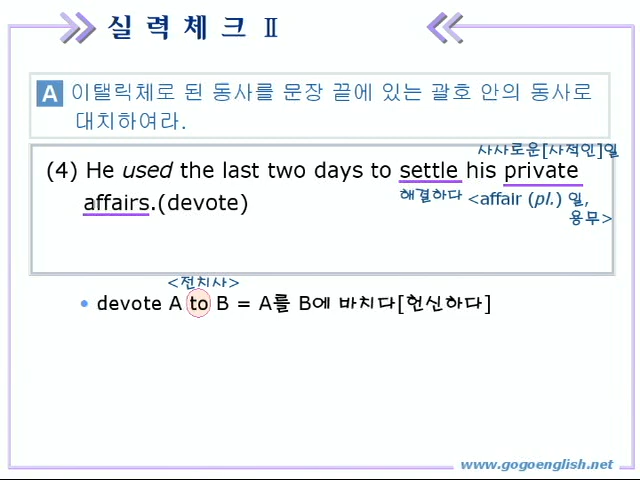 실력체크 Ⅱ
A 이탤릭체로 된 동사를 문장 끝에 있는 괄호 안의 동사로
대치하여라.
사사로운[사적인]일
(4) He used the last two days to settle his private
해결하다 <affair (pl.) 일,
affairs.(devote)
용무>
<전치사>
• devote A to B = A를 B에 바치다[헌신하다]
www.gogoenglish.net